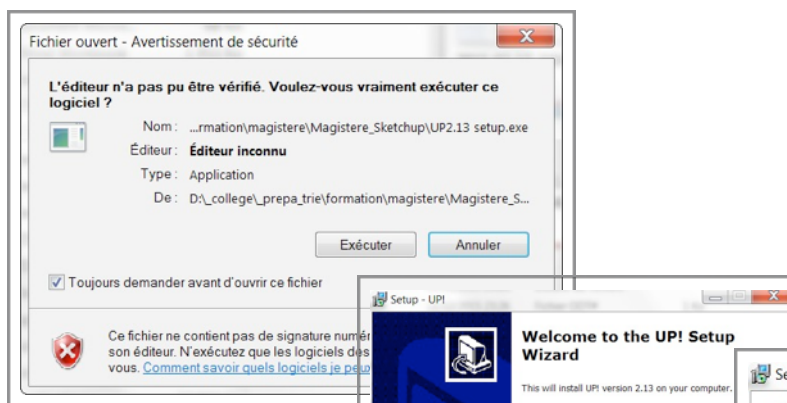 Fichier ouvert - Avertissement de sécurité
L'éditeur n'a pas pu être vérifié. Voulez-vous vraiment exécuter ce
logiciel ?
Nom : ...rmation\magistere\Magistere_Sketchup\UP2.13 setup.exe
Éditeur : Éditeur inconnu
Type : Application
De : D:\_college\_prepa_trie\formation\magistere\Magistere_S...
Exécuter Annuler
Toujours demander avant d'ouvrir ce fichier
Ce fichier ne contient pas de signature
son éditeur. N'exécutez que les logiciels
vous. Comment savoir quels logiciels je
Setup - UP!
Welcome to the UP! Setup
Wizard
This will install UP! version 2.13 on your computer.